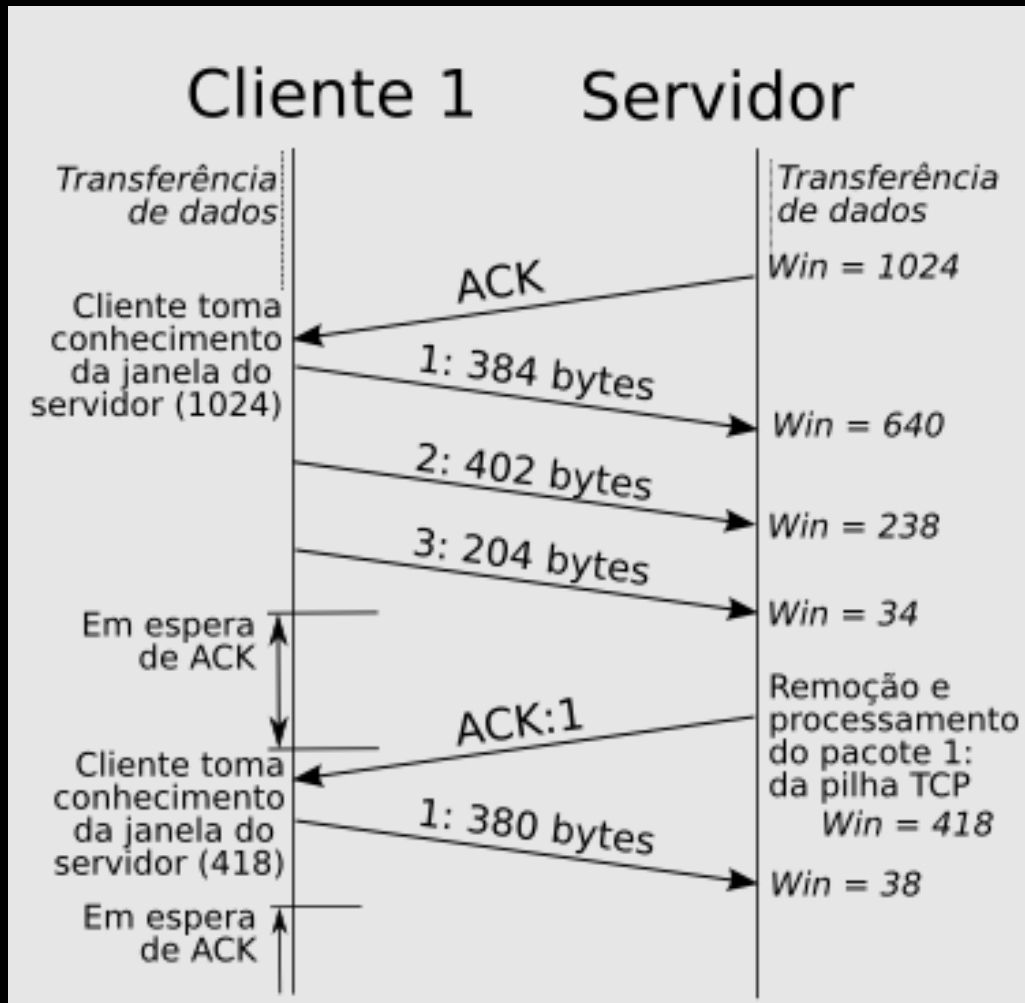 Cliente 1
Servidor
Transferência
de dados
Transferência
de dados
Win = 1024
ACK
Cliente toma
conhecimento
da janela do
servidor (1024)
1: 384 bytes
Win = 640
2: 402 bytes
Win = 238
3: 204 bytes
Win = 34
Em espera
de ACK
Remoção e
processamento
do pacote 1:
da pilha TCP
Win = 418
ACK:1
Cliente toma
conhecimento
da janela do
servidor (418)
1: 380 bytes
Win = 38
Em espera
de ACK